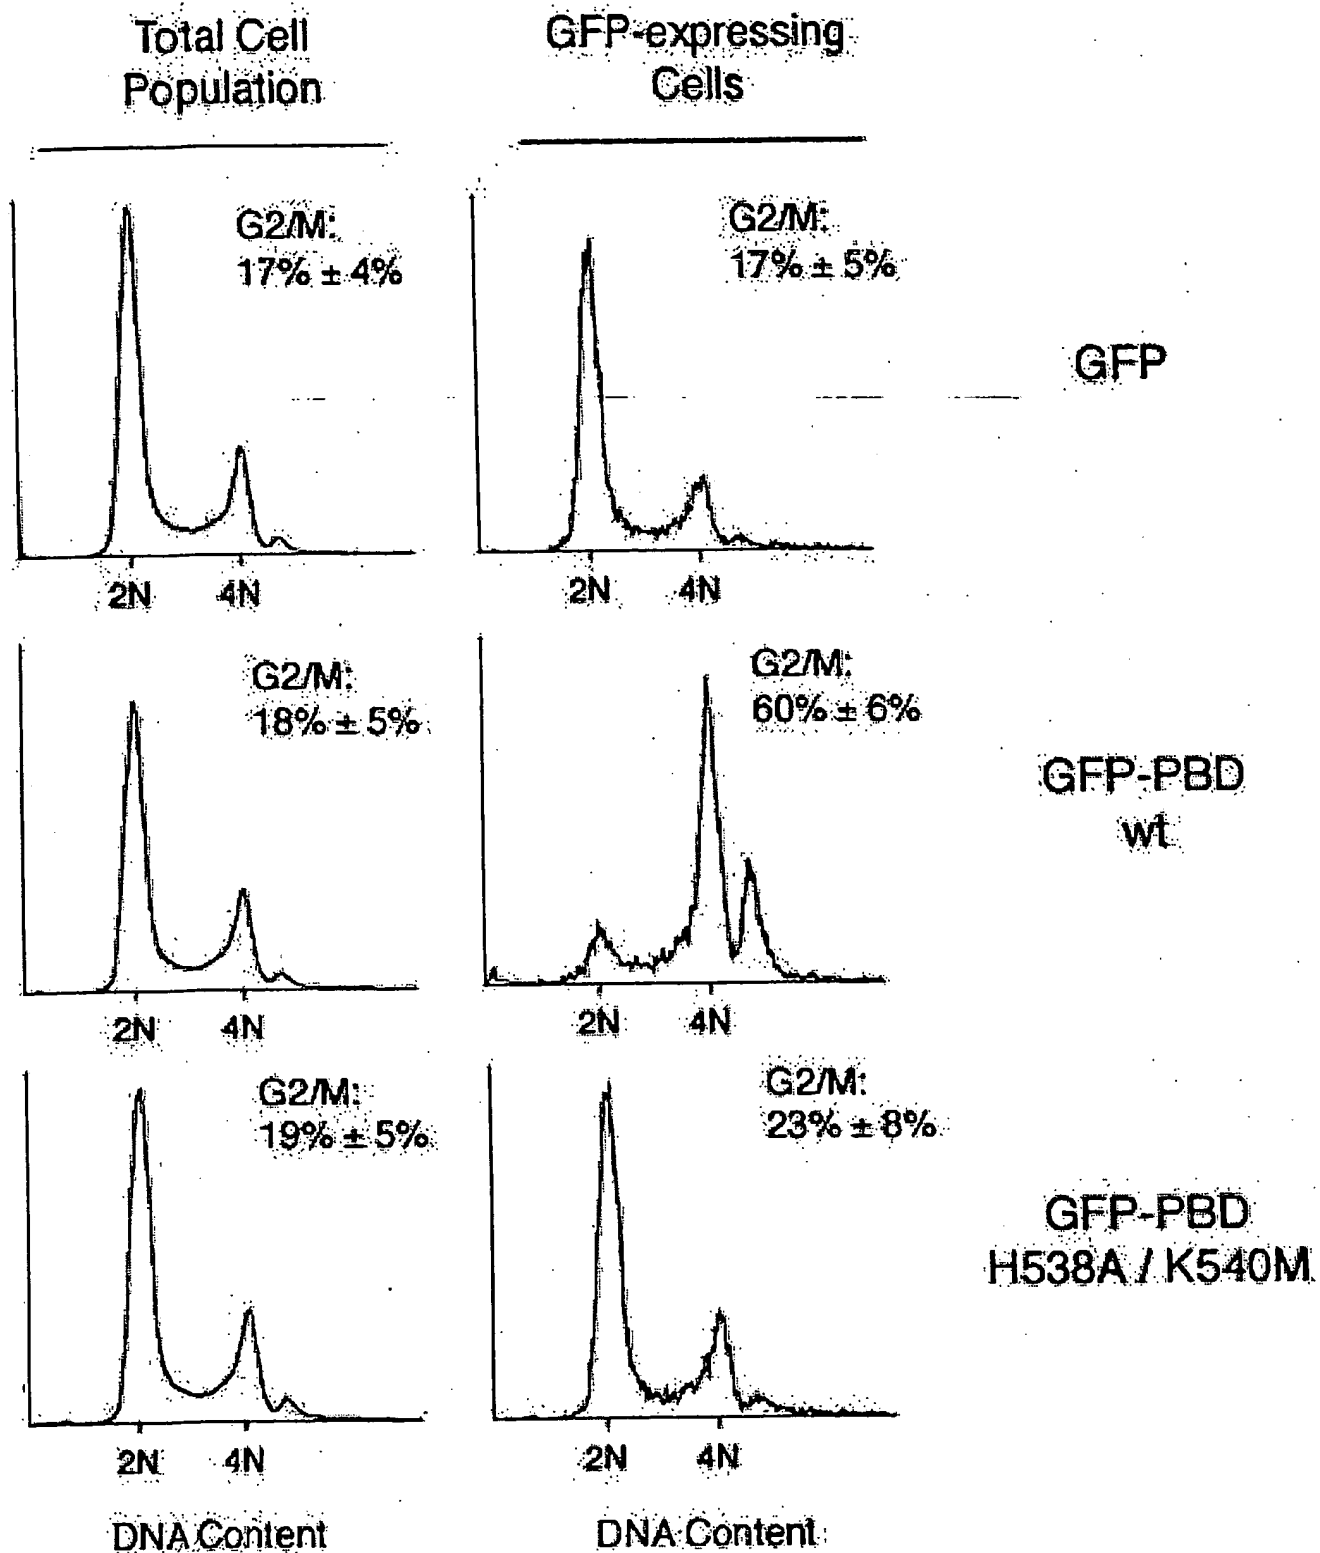 Total Cell
Population
GFP-expressing
Cells
G2/M:
17% ± 4%
2N 4N
G2/M:
17% ± 5%
2N 4N
GFP
G2/M:
18% ± 5%
2N 4N
G2/M:
60% ± 6%
2N 4N
GFP-PBD
wt
G2/M:
19% ± 5%
2N 4N
DNA Content
G2/M:
23% ± 8%
2N 4N
DNA Content
GFP-PBD
H538A / K540M